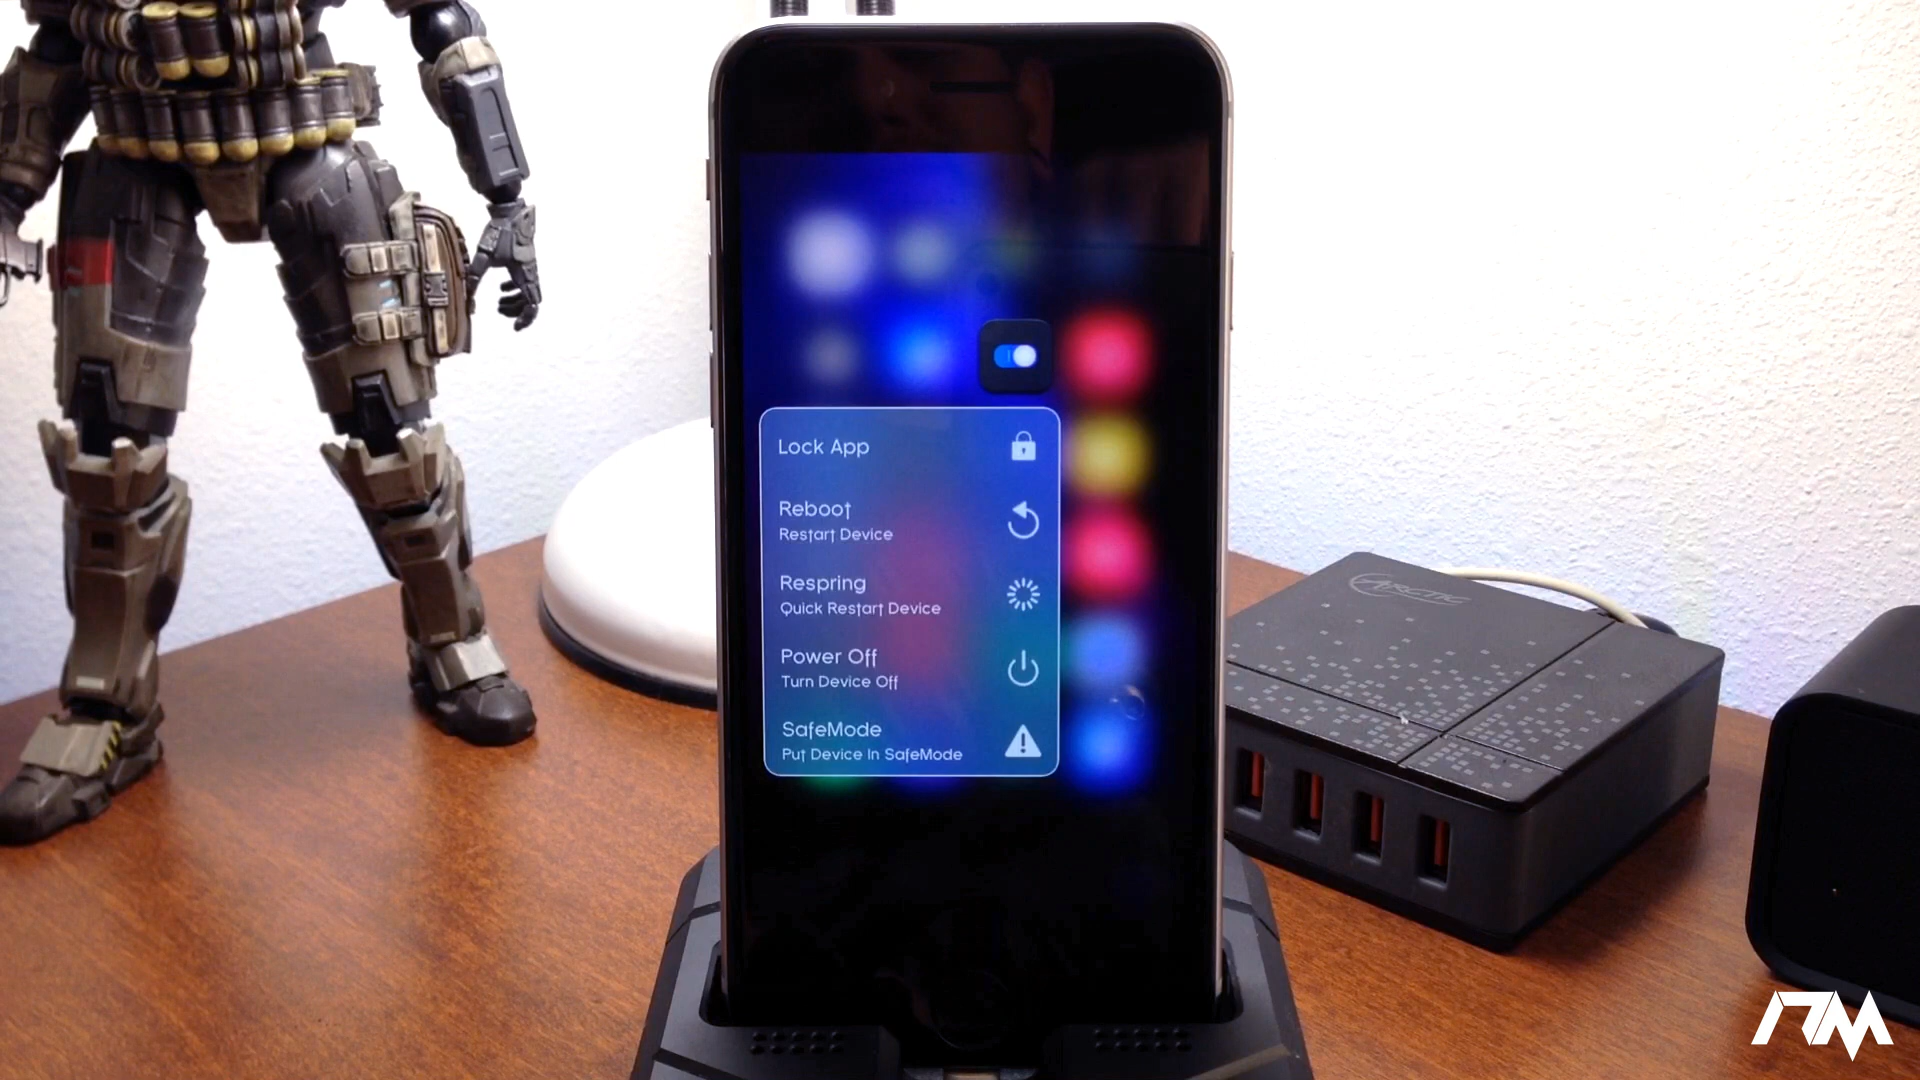 Lock App
Reboot
Restart Device
Respring
Quick Restart Device
Power Off
Turn Device Off
SafeMode
Put Device In SafeMode
ARCTIC